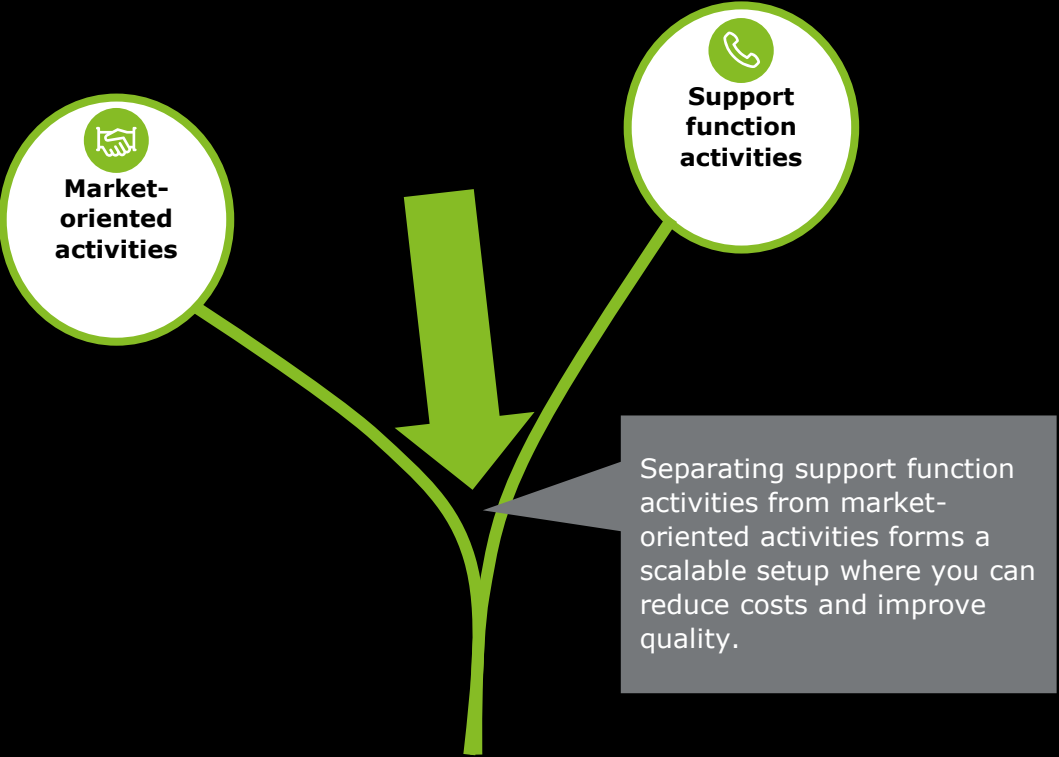 Market-
oriented
activities
Support
function
activities
Separating support function
activities from market-
oriented activities forms a
scalable setup where you can
reduce costs and improve
quality.